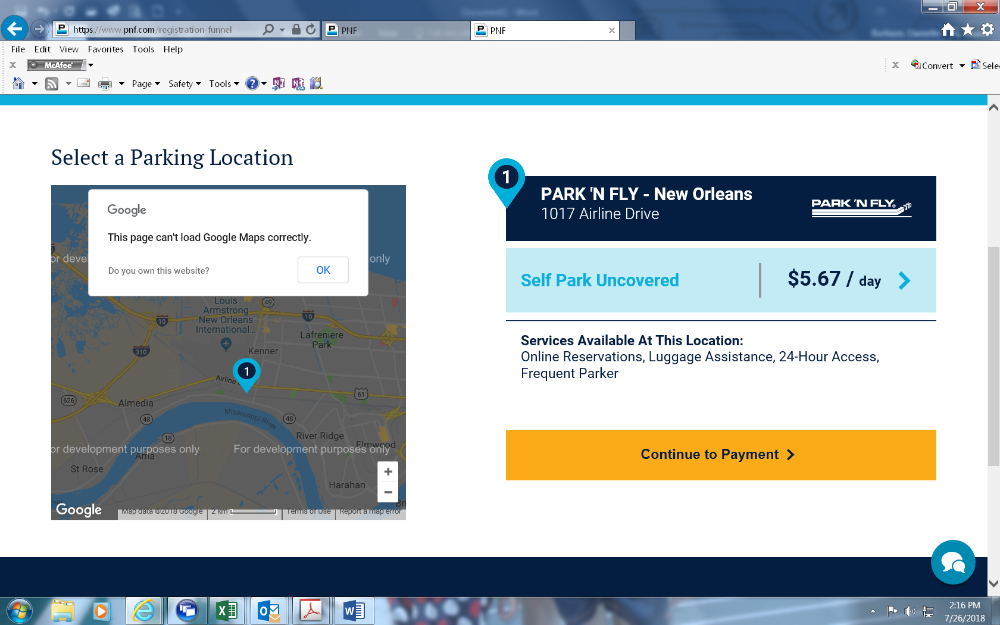 https://www.pnf.com/registration-funnel
PNF
PNF
File Edit View Favorites Tools Help
McAfee
Convert
Sele
Page Safety Tools
Select a Parking Location
Google
This page can't load Google Maps correctly.
Do you own this website?
OK
or devel
only
Louis
Armstrong
New Orleans
International...
49
10
10
Lafreniere
Park
310
Kenner
1
Airline
61
626
Almedia
Mississippi River
48
48
18
River Ridge
Elmwood
or development purposes only
For development purposes only
Ama
St Rose
Harahan
Bri
Google
Map data ©2018 Google
2 km
Terms of Use
Report a map error
1
PARK 'N FLY - New Orleans
1017 Airline Drive
PARK 'N FLY®
Self Park Uncovered
$5.67 / day
Services Available At This Location:
Online Reservations, Luggage Assistance, 24-Hour Access,
Frequent Parker
Continue to Payment
2:16 PM
7/26/2018